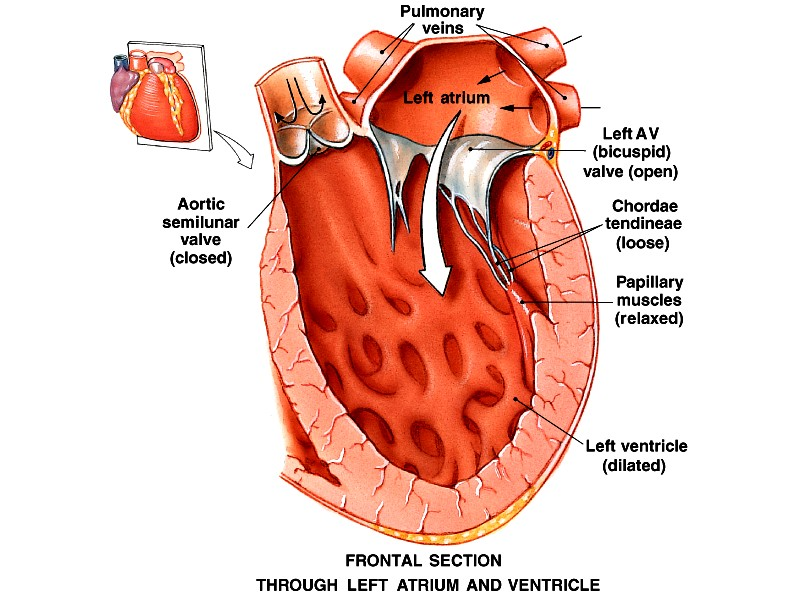 Pulmonary
veins
Left atrium
Left AV
(bicuspid)
valve (open)
Aortic
semilunar
valve
(closed)
Chordae
tendineae
(loose)
Papillary
muscles
(relaxed)
Left ventricle
(dilated)
FRONTAL SECTION
THROUGH LEFT ATRIUM AND VENTRICLE